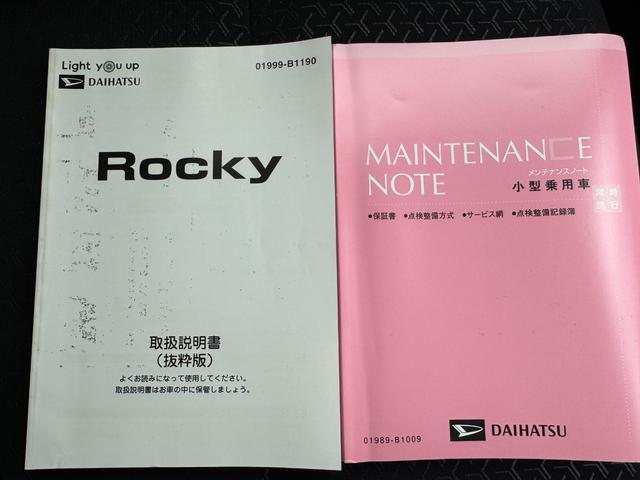 Light you up
DAIHATSU
01999-B1190
Rocky
取扱説明書
(抜粋版)
よくお読みになって使用してください。
取扱説明書はお車の中に保管しましょう。
MAINTENANCE
NOTE
メンテナンスノート
小型乗用車
●保証書 ●点検整備方式 ●サービス網 ●点検整備記録簿
01989-B1009
DAIHATSU